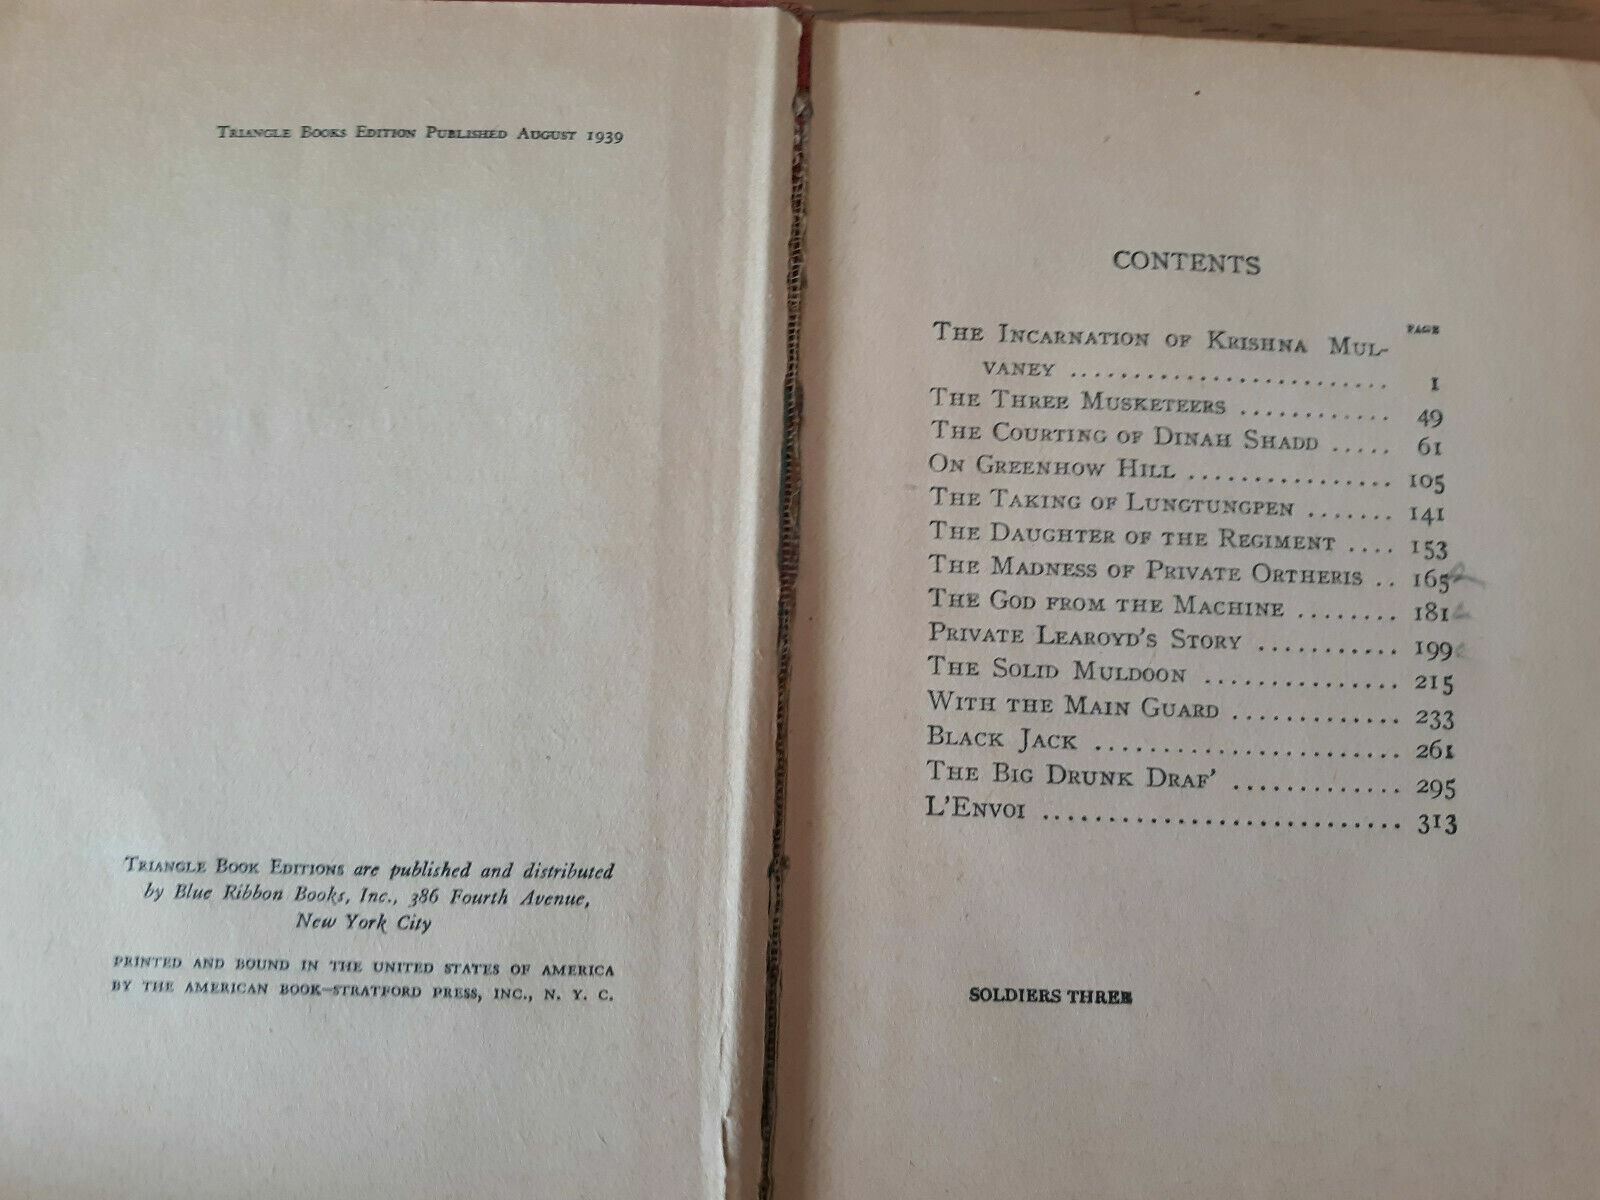 TRIANGLE BOOKS EDITION PUBLISHED AUGUST 1939
TRIANGLE BOOK EDITIONS are published and distributed
by Blue Ribbon Books, Inc., 386 Fourth Avenue,
New York City
PRINTED AND BOUND IN THE UNITED STATES OF AMERICA
BY THE AMERICAN BOOK—STRATFORD PRESS, INC., N. Y. C.
CONTENTS
PAGE
THE INCARNATION OF KRISHNA MUL-
VANEY .......................... 1
THE THREE MUSKETEERS ............ 49
THE COURTING OF DINAH SHADD ..... 61
ON GREENHOW HILL ................ 105
THE TAKING OF LUNGTUNGPEN ....... 141
THE DAUGHTER OF THE REGIMENT .... 153
THE MADNESS OF PRIVATE ORTHERIS .. 165
THE GOD FROM THE MACHINE ........ 181
PRIVATE LEAROYD'S STORY ........... 199
THE SOLID MULDOON ............... 215
WITH THE MAIN GUARD ............. 233
BLACK JACK ........................ 261
THE BIG DRUNK DRAF' ............. 295
L'ENVOI ............................ 313
SOLDIERS THREE